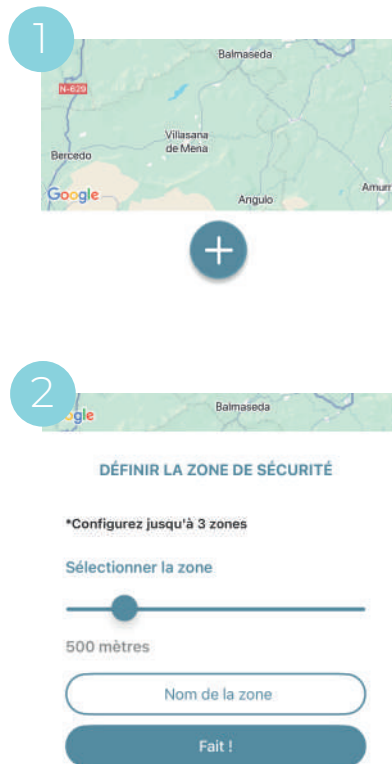 1
Balmaseda
N-629
Villasana
de Mena
Bercedo
Google
Angulo
Amurr
2
gle
Balmaseda
DÉFINIR LA ZONE DE SÉCURITÉ
*Configurez jusqu'à 3 zones
Sélectionner la zone
500 mètres
Nom de la zone
Fait !